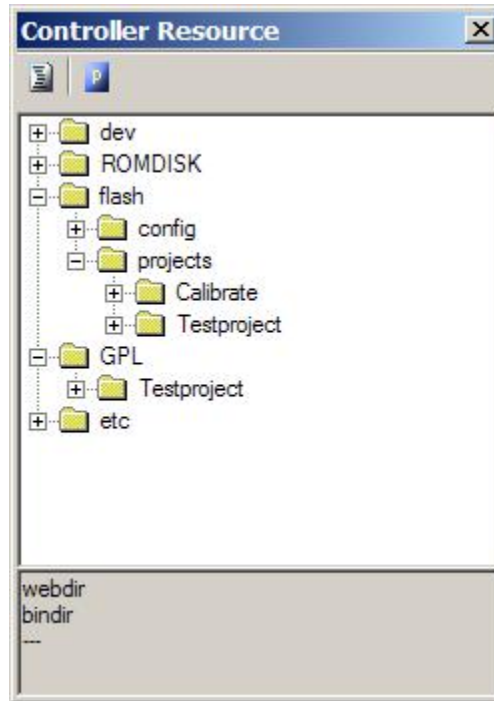 Controller Resource
P
dev
ROMDISK
flash
config
projects
Calibrate
Testproject
GPL
Testproject
etc
webdir
bindir
---